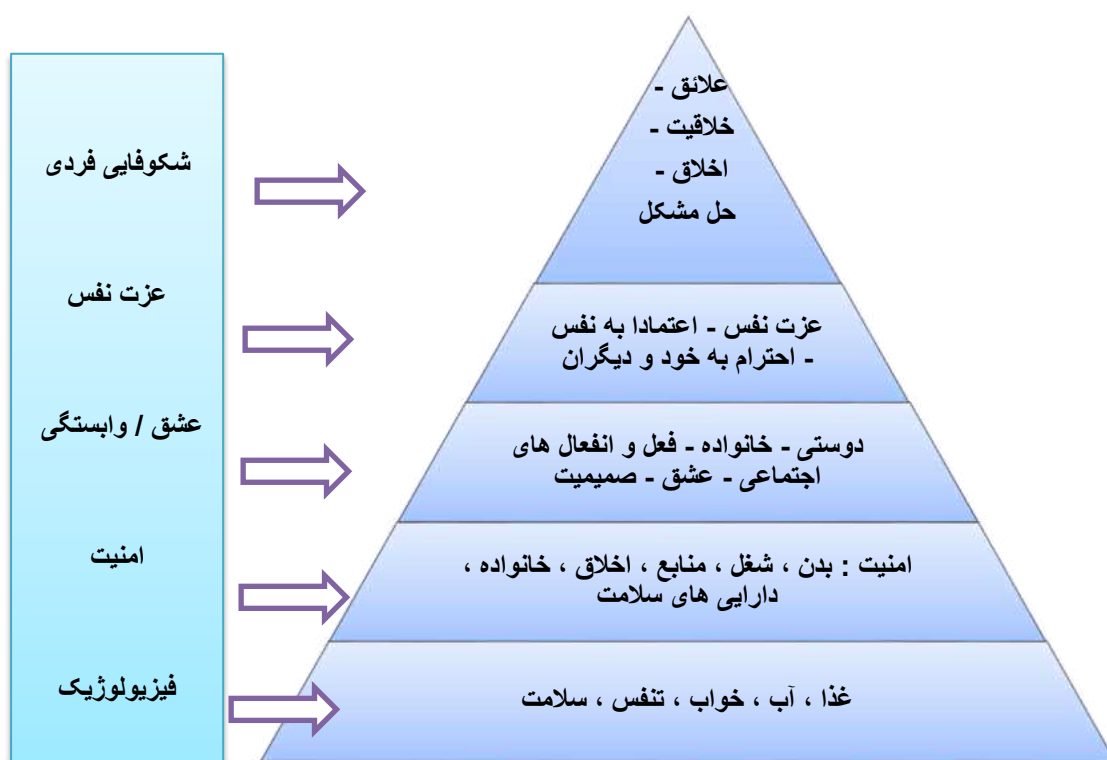 علائق -
خلاقیت -
اخلاق -
حل مشکل
شکوفایی فردی
عزت نفس - اعتمادا به نفس
- احترام به خود و دیگران
عزت نفس
دوستی - خانواده - فعل و انفعال های
اجتماعی - عشق - صمیمیت
عشق / وابستگی
امنیت : بدن ، شغل ، منابع ، اخلاق ، خانواده ،
دارایی های سلامت
امنیت
غذا ، آب ، خواب ، تنفس ، سلامت
فیزیولوژیک